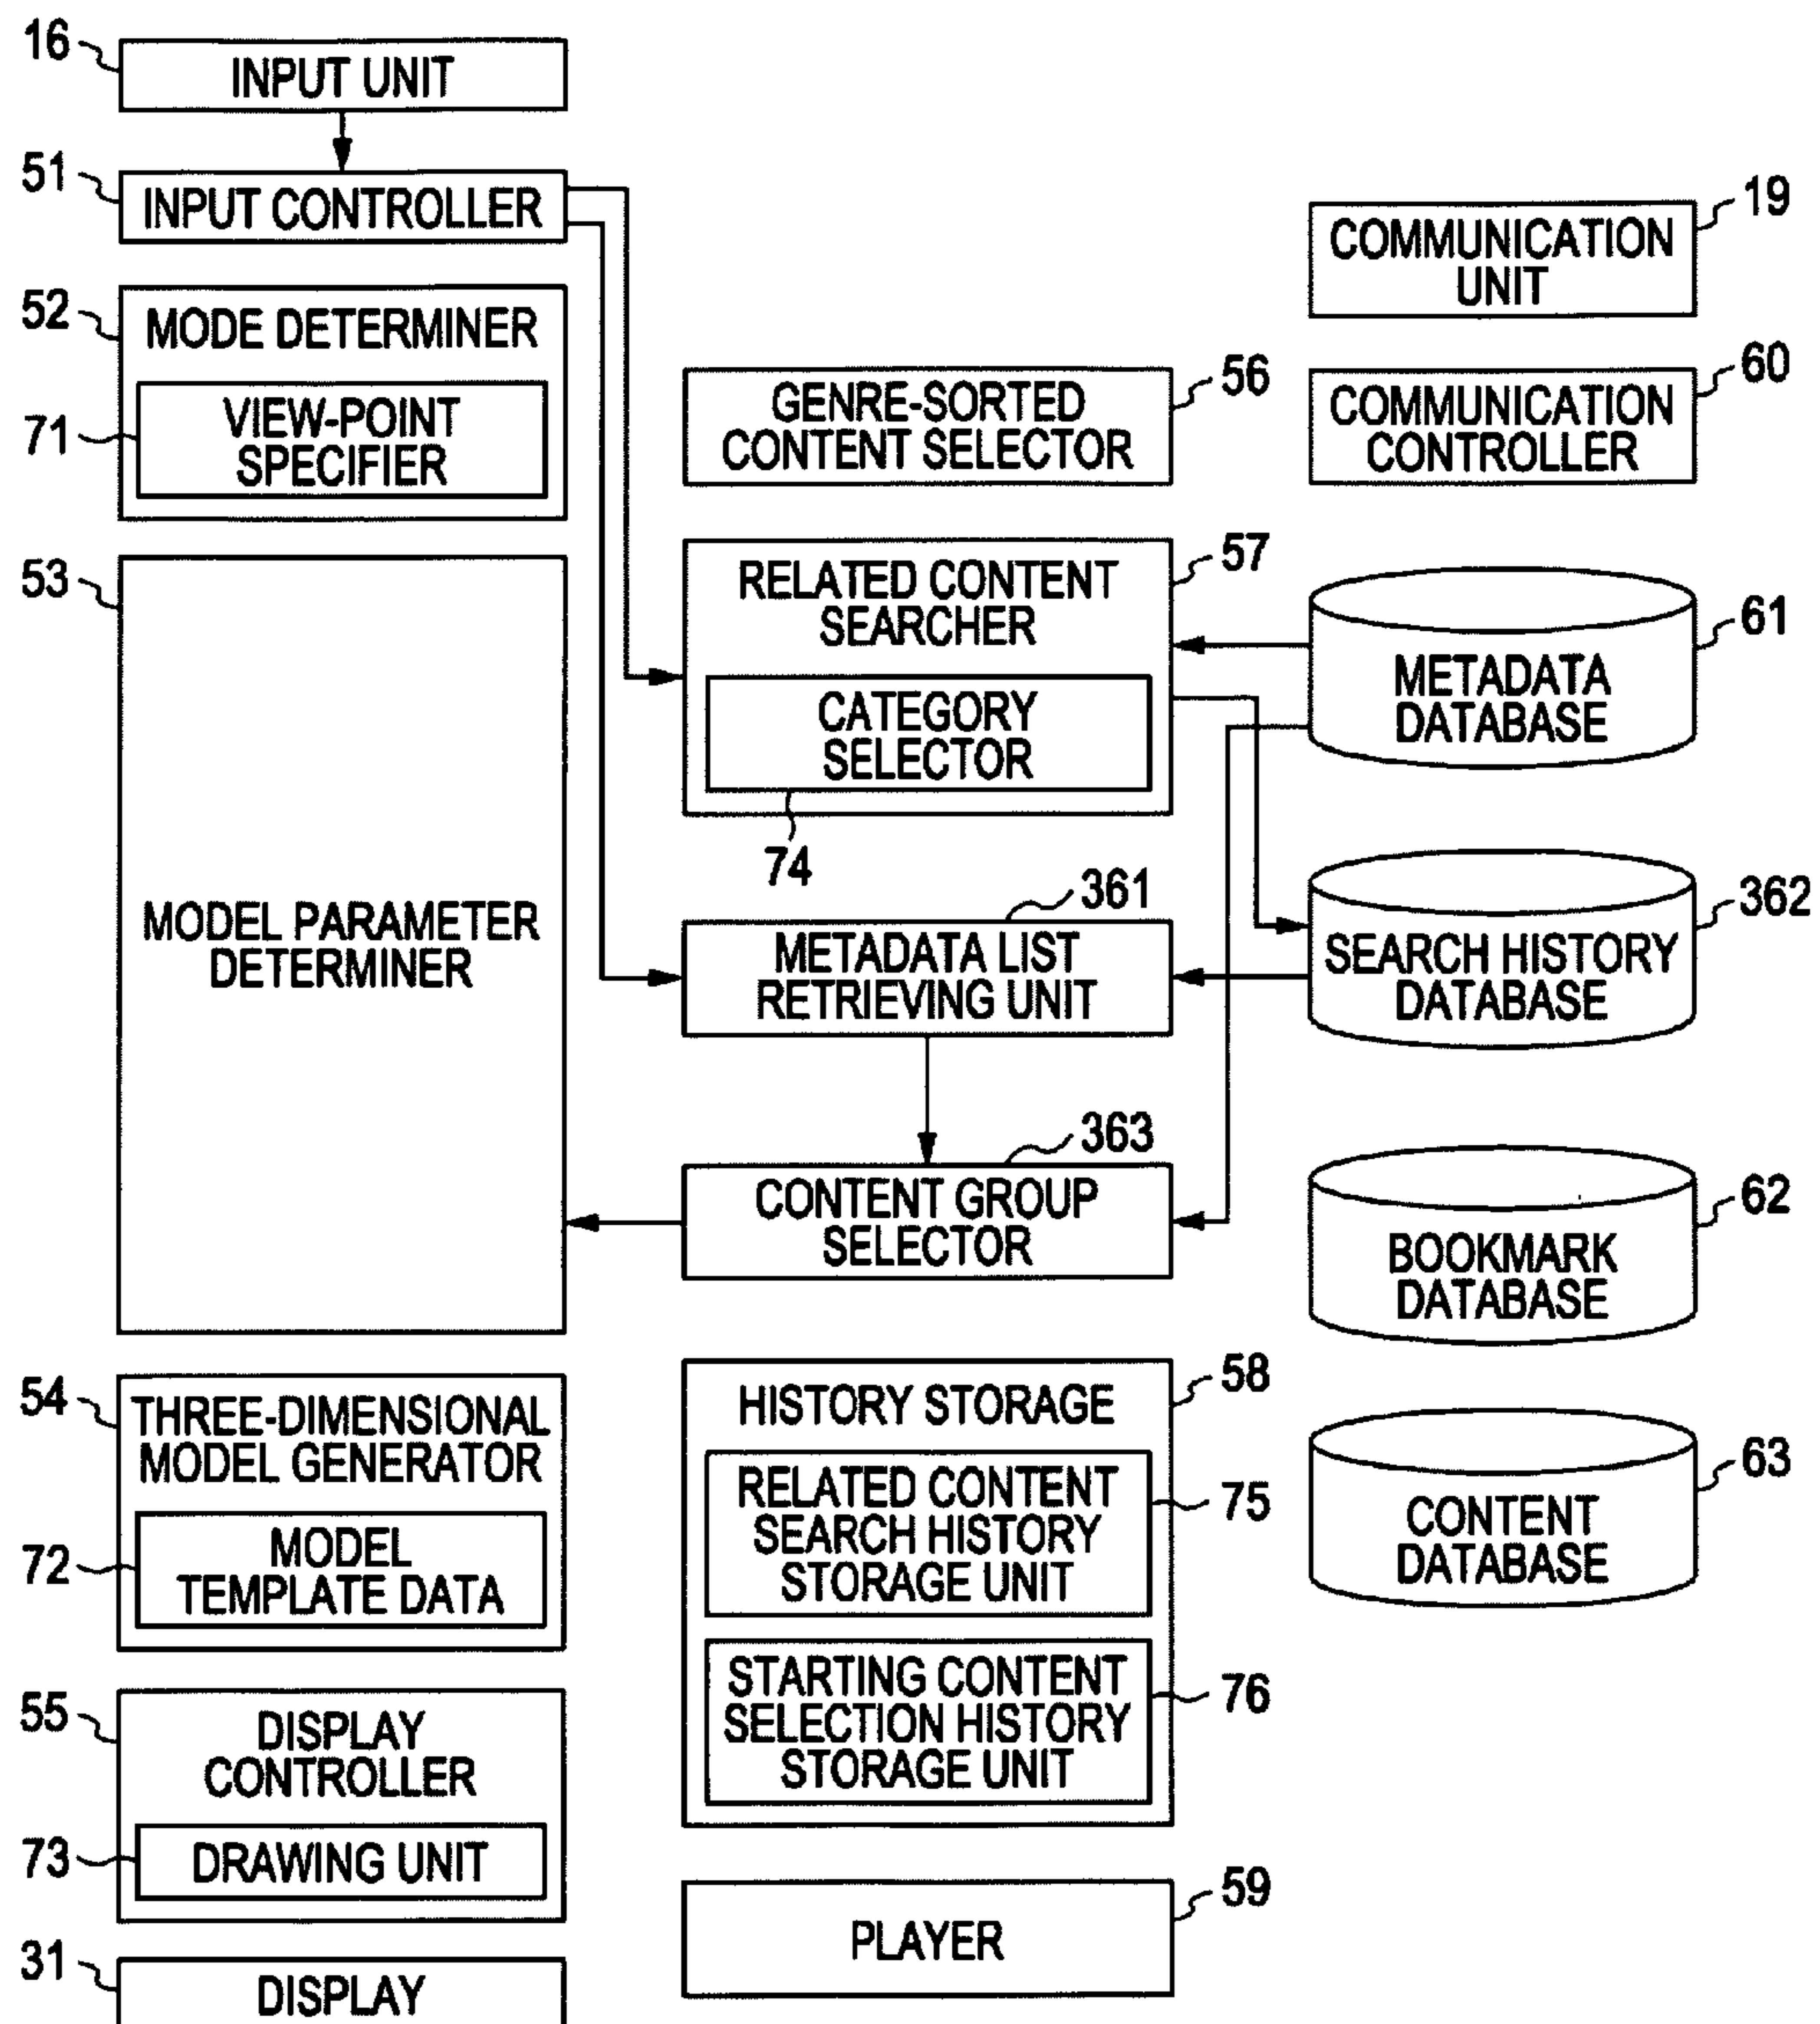 16
INPUT UNIT
51
INPUT CONTROLLER
52
MODE DETERMINER
71
VIEW-POINT
SPECIFIER
53
MODEL PARAMETER
DETERMINER
54
THREE-DIMENSIONAL
MODEL GENERATOR
72
MODEL
TEMPLATE DATA
55
DISPLAY
CONTROLLER
73
DRAWING UNIT
31
DISPLAY
56
GENRE-SORTED
CONTENT SELECTOR
57
RELATED CONTENT
SEARCHER
CATEGORY
SELECTOR
74
361
METADATA LIST
RETRIEVING UNIT
363
CONTENT GROUP
SELECTOR
58
HISTORY STORAGE
RELATED CONTENT
SEARCH HISTORY
STORAGE UNIT
75
STARTING CONTENT
SELECTION HISTORY
STORAGE UNIT
76
59
PLAYER
19
COMMUNICATION
UNIT
60
COMMUNICATION
CONTROLLER
61
METADATA
DATABASE
362
SEARCH HISTORY
DATABASE
62
BOOKMARK
DATABASE
63
CONTENT
DATABASE